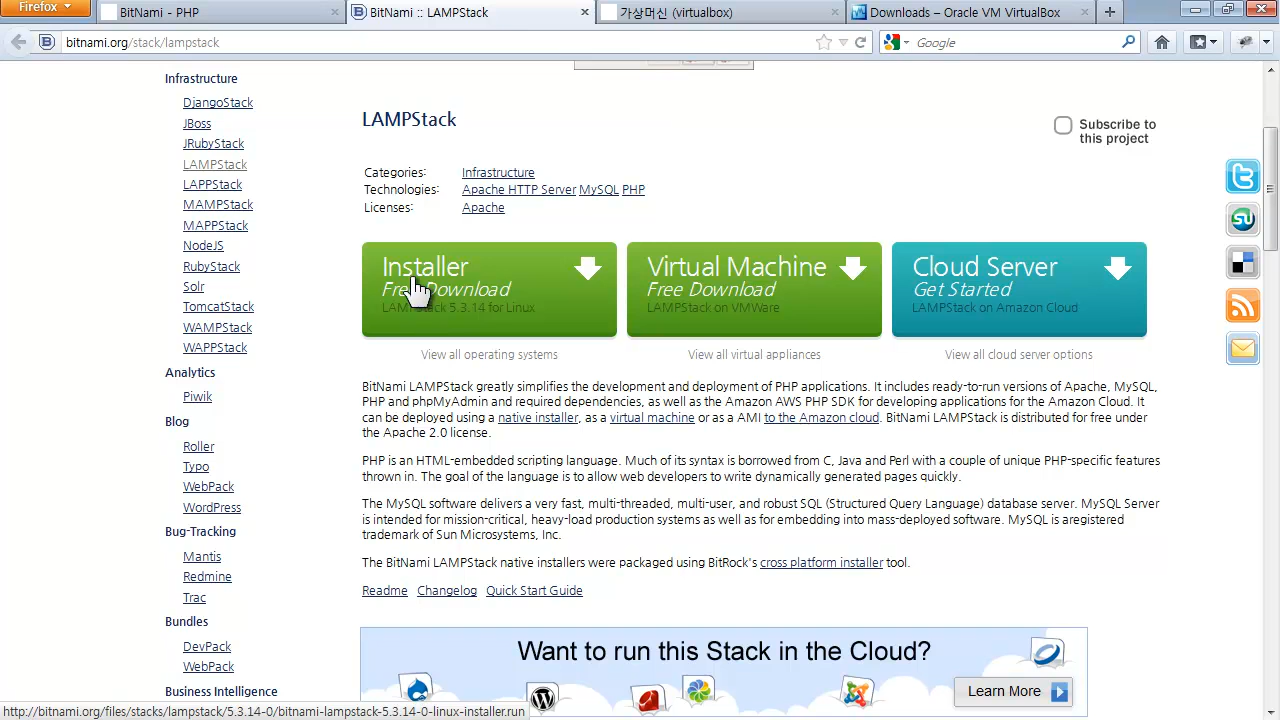 Firefox
BitNami - PHP
BitNami :: LAMPStack
가상머신 (virtualbox)
Downloads – Oracle VM VirtualBox
bitnami.org/stack/lampstack
Google
Infrastructure
DjangoStack
JBoss
JRubyStack
LAMPStack
LAPPStack
MAMPStack
MAPPStack
NodeJS
RubyStack
Solr
TomcatStack
WAMPStack
WAPPStack
Analytics
Piwik
Blog
Roller
Typo
WebPack
WordPress
Bug-Tracking
Mantis
Redmine
Trac
Bundles
DevPack
WebPack
Business Intelligence
LAMPStack
Subscribe to
this project
Categories: Infrastructure
Technologies: Apache HTTP Server MySQL PHP
Licenses: Apache
Installer
Free Download
LAMPStack 5.3.14 for Linux
View all operating systems
Virtual Machine
Free Download
LAMPStack on VMWare
View all virtual appliances
Cloud Server
Get Started
LAMPStack on Amazon Cloud
View all cloud server options
BitNami LAMPStack greatly simplifies the development and deployment of PHP applications. It includes ready-to-run versions of Apache, MySQL,
PHP and phpMyAdmin and required dependencies, as well as the Amazon AWS PHP SDK for developing applications for the Amazon Cloud. It
can be deployed using a native installer, as a virtual machine or as a AMI to the Amazon cloud. BitNami LAMPStack is distributed for free under
the Apache 2.0 license.
PHP is an HTML-embedded scripting language. Much of its syntax is borrowed from C, Java and Perl with a couple of unique PHP-specific features
thrown in. The goal of the language is to allow web developers to write dynamically generated pages quickly.
The MySQL software delivers a very fast, multi-threaded, multi-user, and robust SQL (Structured Query Language) database server. MySQL Server
is intended for mission-critical, heavy-load production systems as well as for embedding into mass-deployed software. MySQL is aregistered
trademark of Sun Microsystems, Inc.
The BitNami LAMPStack native installers were packaged using BitRock's cross platform installer tool.
Readme Changelog Quick Start Guide
Want to run this Stack in the Cloud?
Learn More
http://bitnami.org/files/stacks/lampstack/5.3.14-0/bitnami-lampstack-5.3.14-0-linux-installer.run